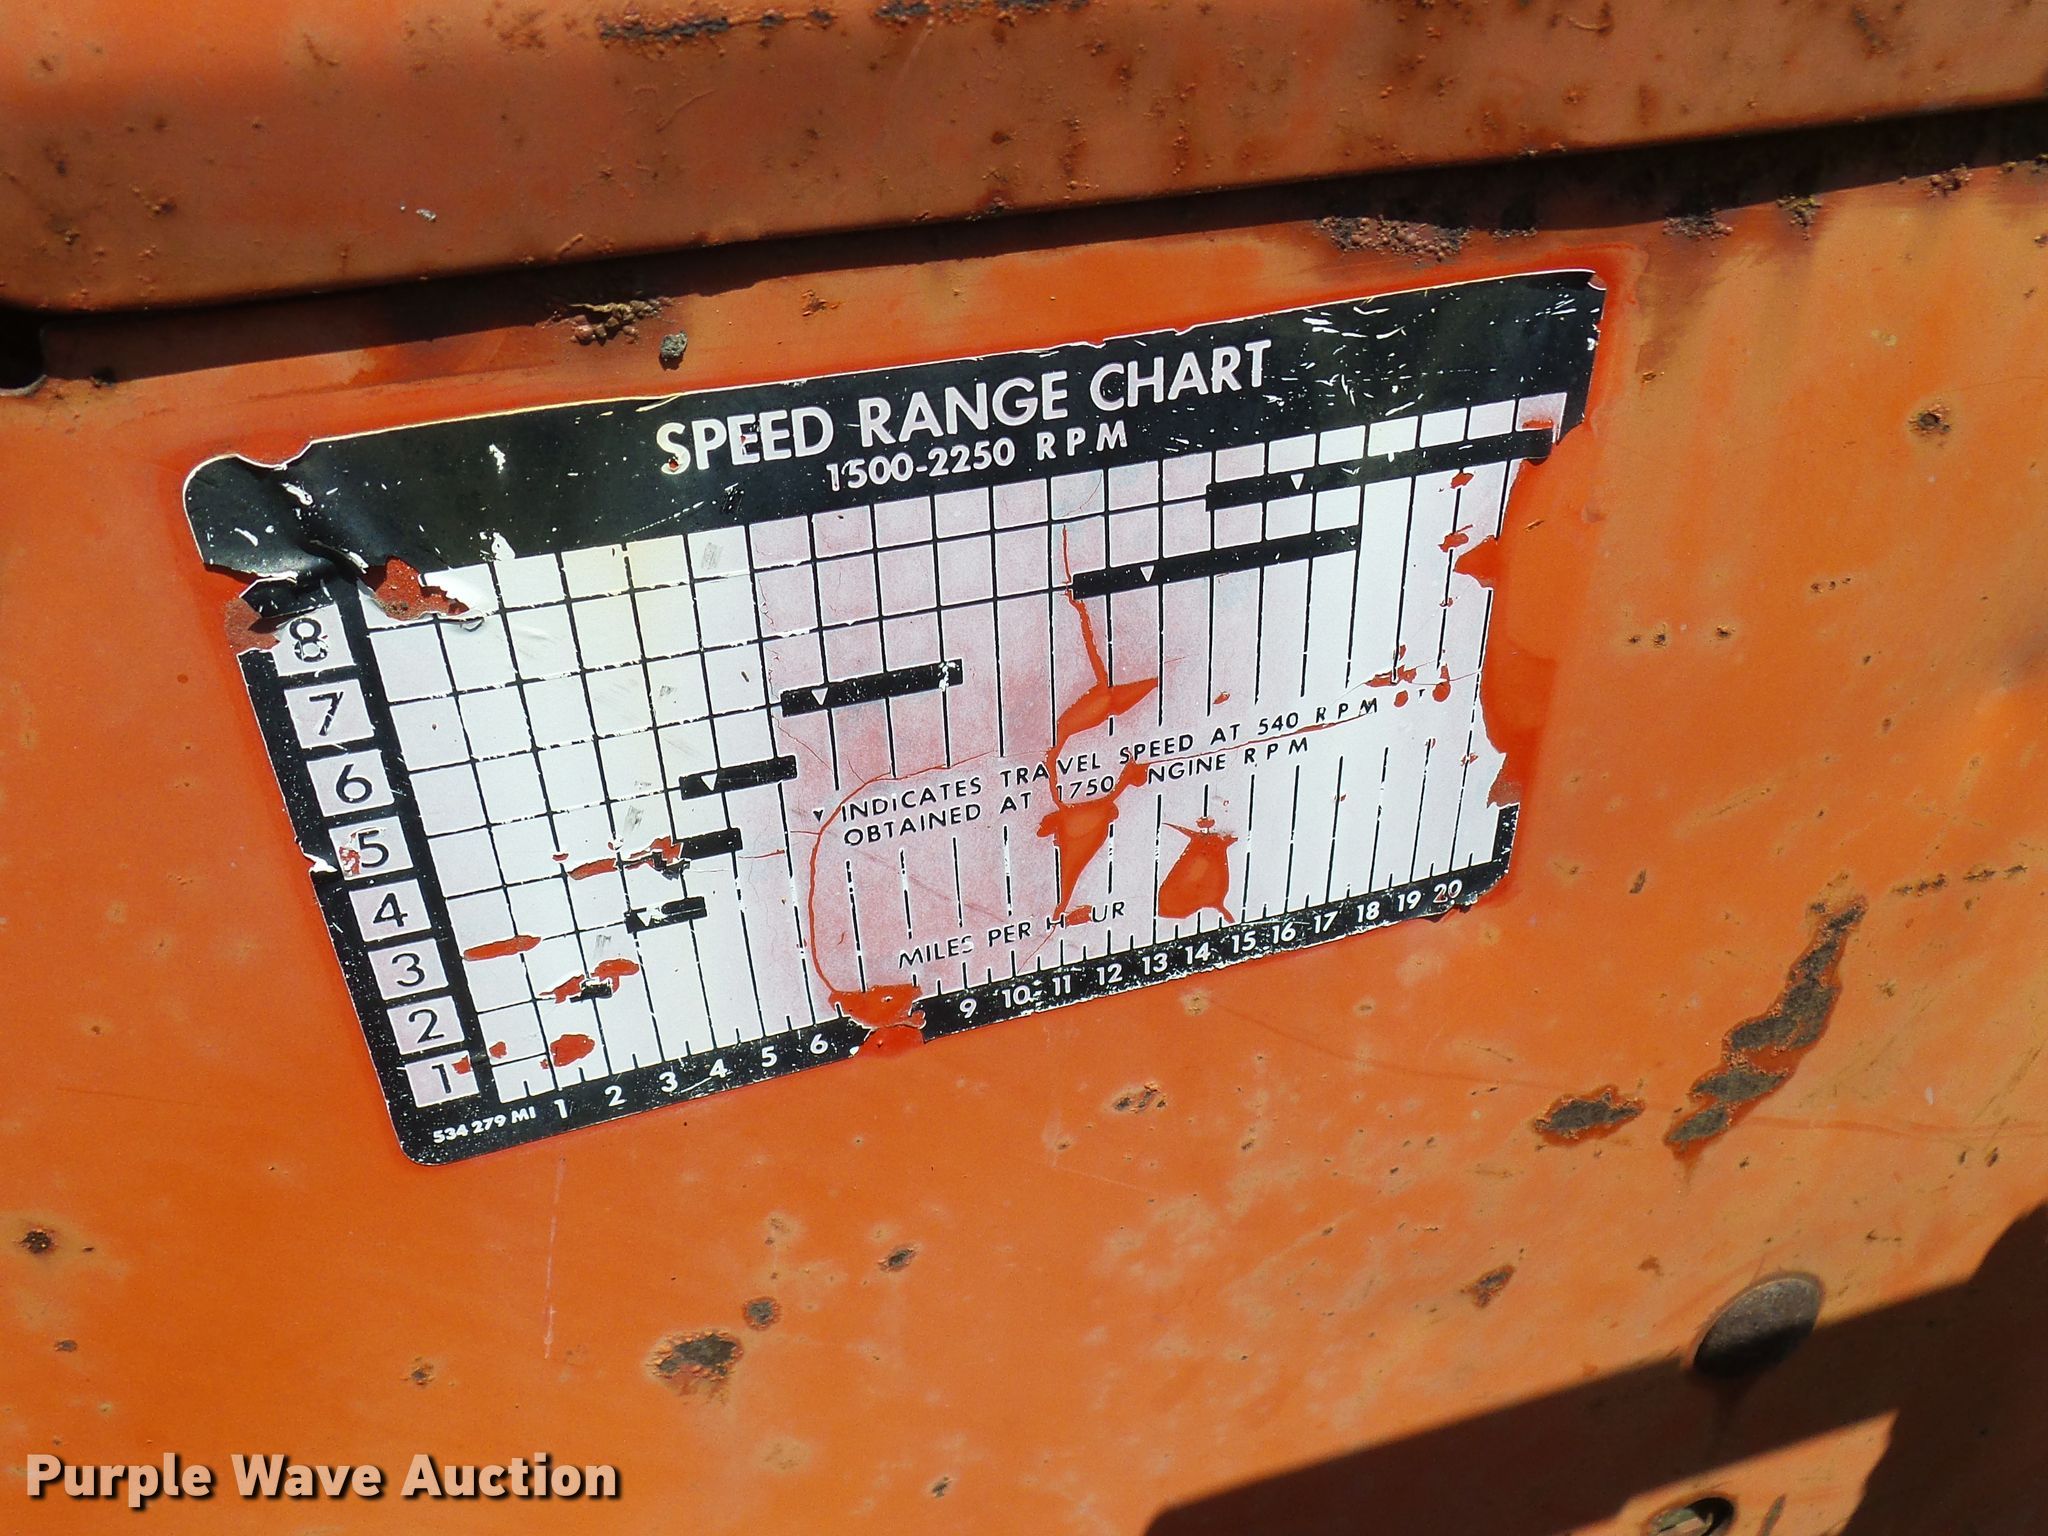 SPEED RANGE CHART
1500-2250 RPM
8
7
6
5
4
3
2
1
INDICATES TRAVEL SPEED AT 540 RPM
OBTAINED AT 1750 RPM
MILES PER
534 279 MI 1 2 3 4 5 6 9 10 11 12 13 14 15 16 17 18 19 20
Purple Wave Auction